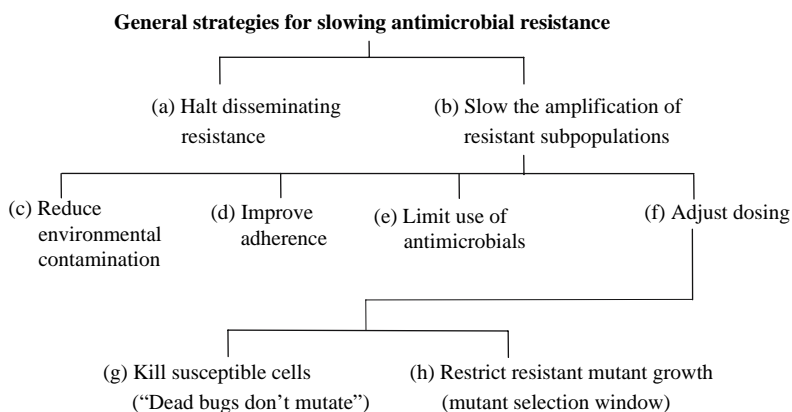 General strategies for slowing antimicrobial resistance
(a) Halt disseminating
resistance
(b) Slow the amplification of
resistant subpopulations
(c) Reduce
environmental
contamination
(d) Improve
adherence
(e) Limit use of
antimicrobials
(f) Adjust dosing
(g) Kill susceptible cells
(“Dead bugs don’t mutate”)
(h) Restrict resistant mutant growth
(mutant selection window)